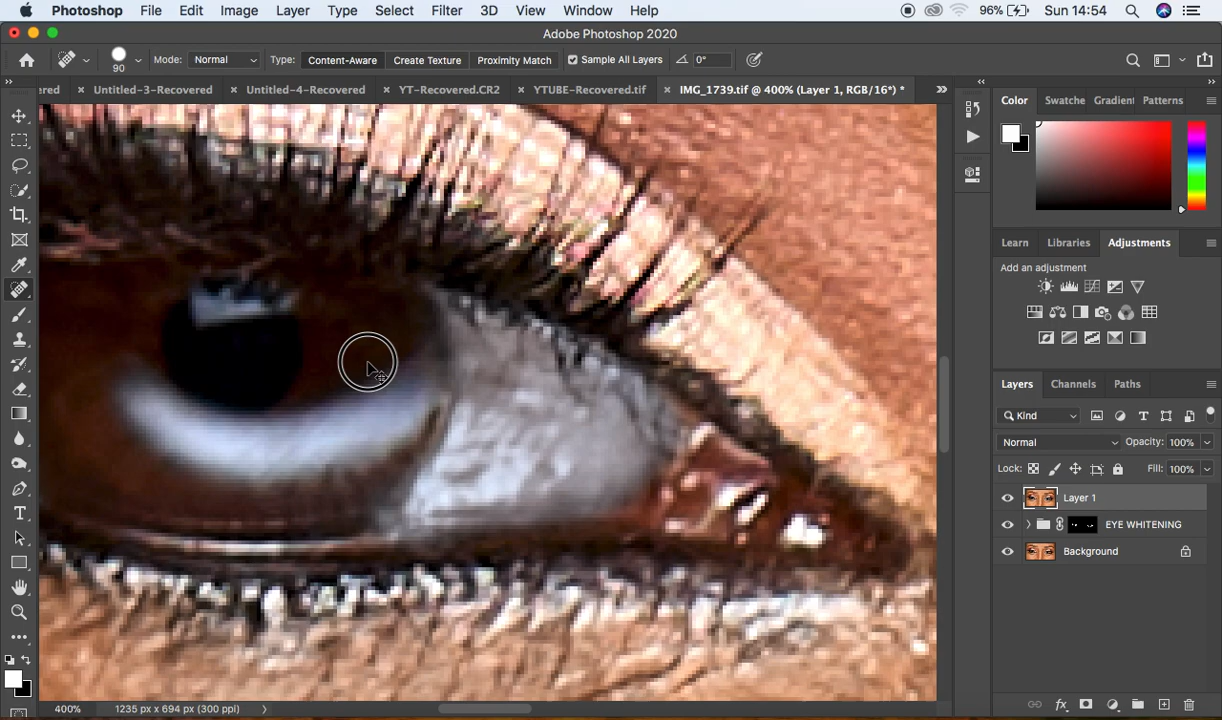 Photoshop File Edit Image Layer Type Select Filter 3D View Window Help 96% Sun 14:54
Adobe Photoshop 2020
90 Mode: Normal Type: Content-Aware Create Texture Proximity Match Sample All Layers 0°
ered × Untitled-3-Recovered × Untitled-4-Recovered × YT-Recovered.CR2 × YTUBE-Recovered.tif × IMG_1739.tif @ 400% (Layer 1, RGB/16*) *
Color Swatche Gradien Patterns
Learn Libraries Adjustments
Add an adjustment
Layers Channels Paths
Kind
Normal Opacity: 100%
Lock: Fill: 100%
Layer 1
EYE WHITENING
Background
400% 1235 px x 694 px (300 ppi)
fx